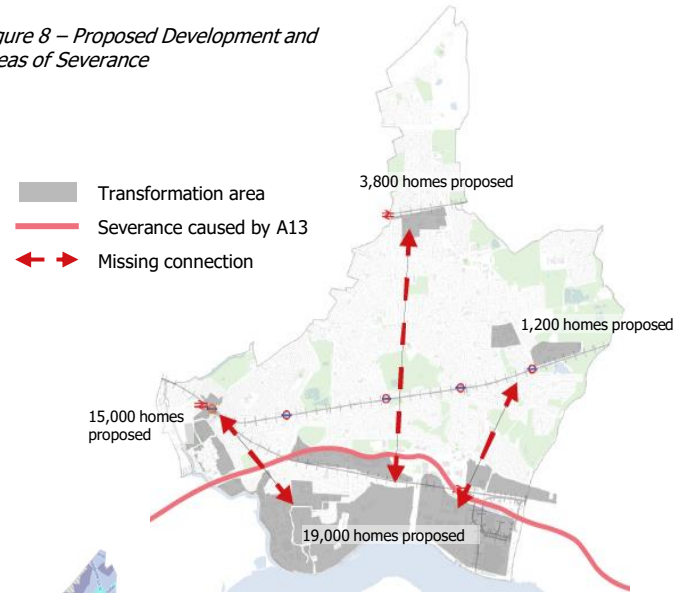 gure 8 – Proposed Development and
eas of Severance
3,800 homes proposed
Transformation area
Severance caused by A13
Missing connection
1,200 homes proposed
15,000 homes
proposed
19,000 homes proposed